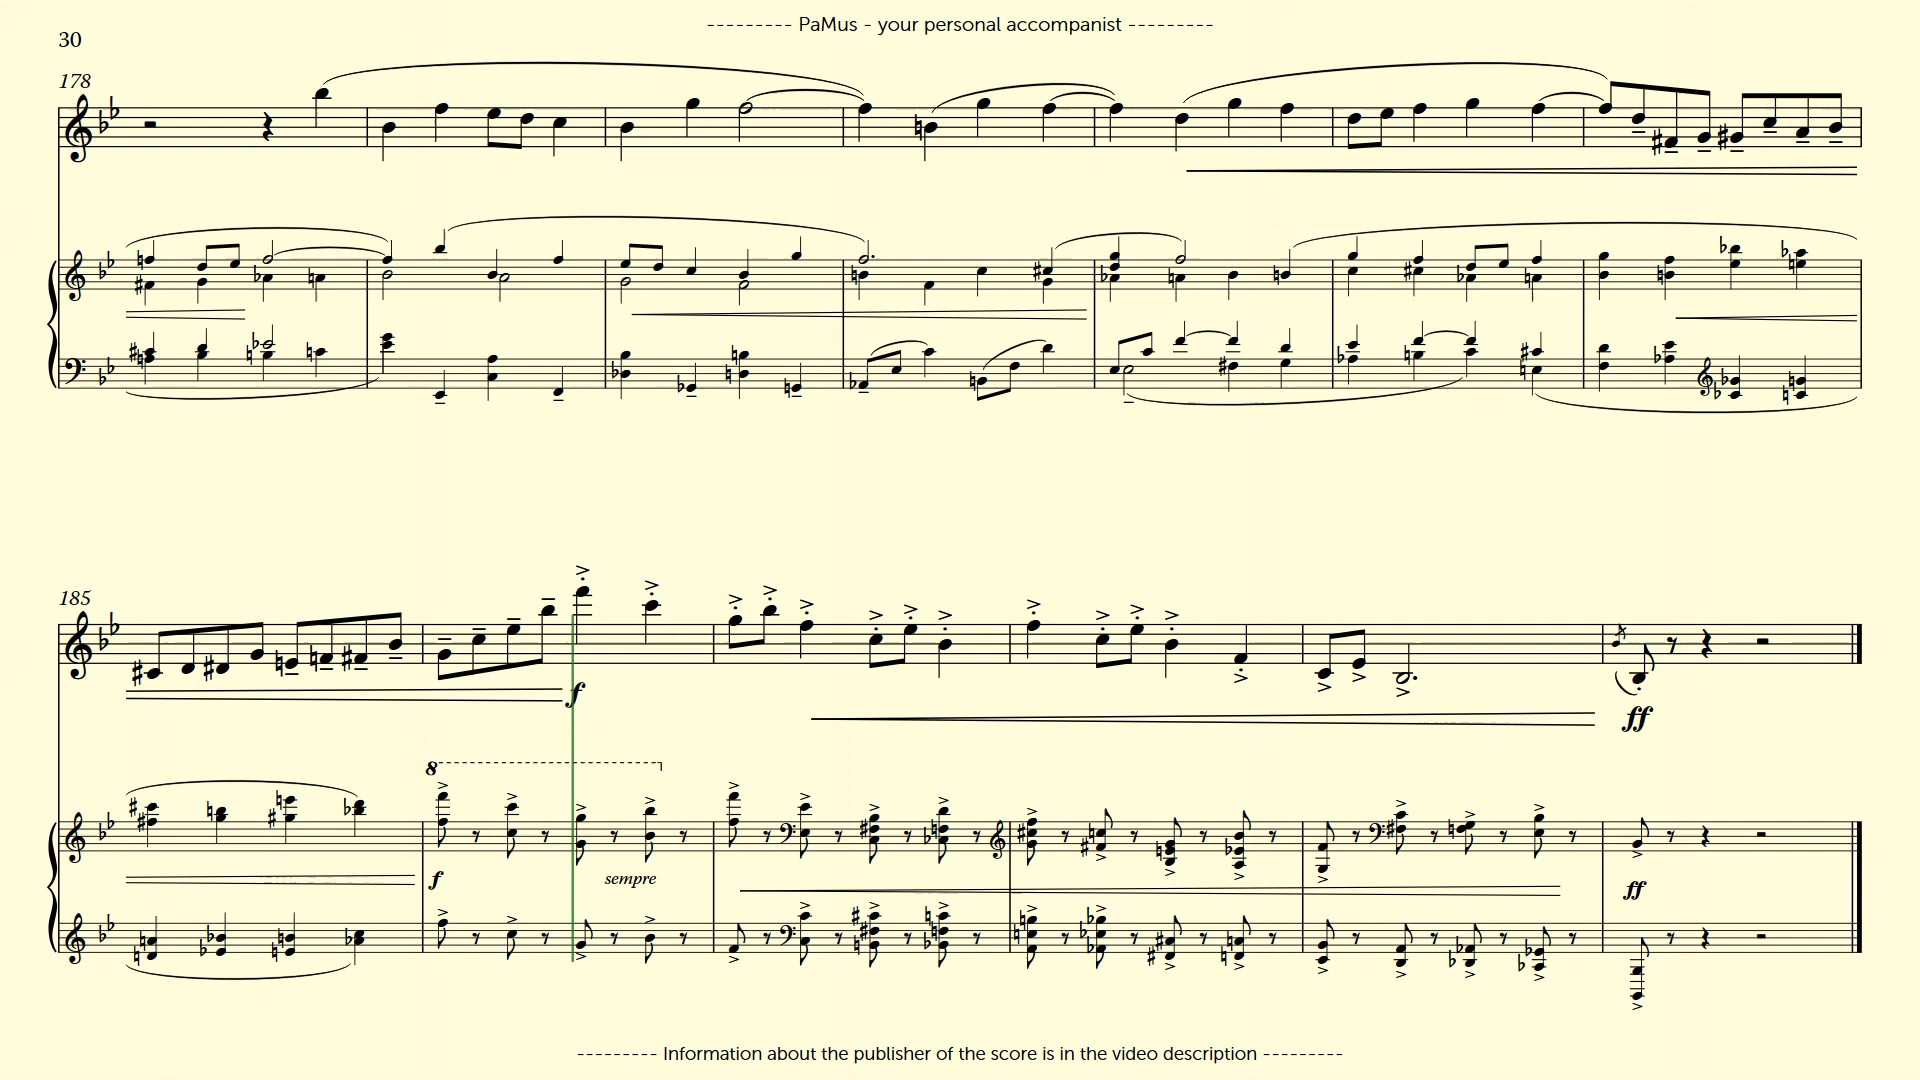 --------- PaMus - your personal accompanist ---------
30
178
185
f
ff
8
f
sempre
ff
--------- Information about the publisher of the score is in the video description ---------